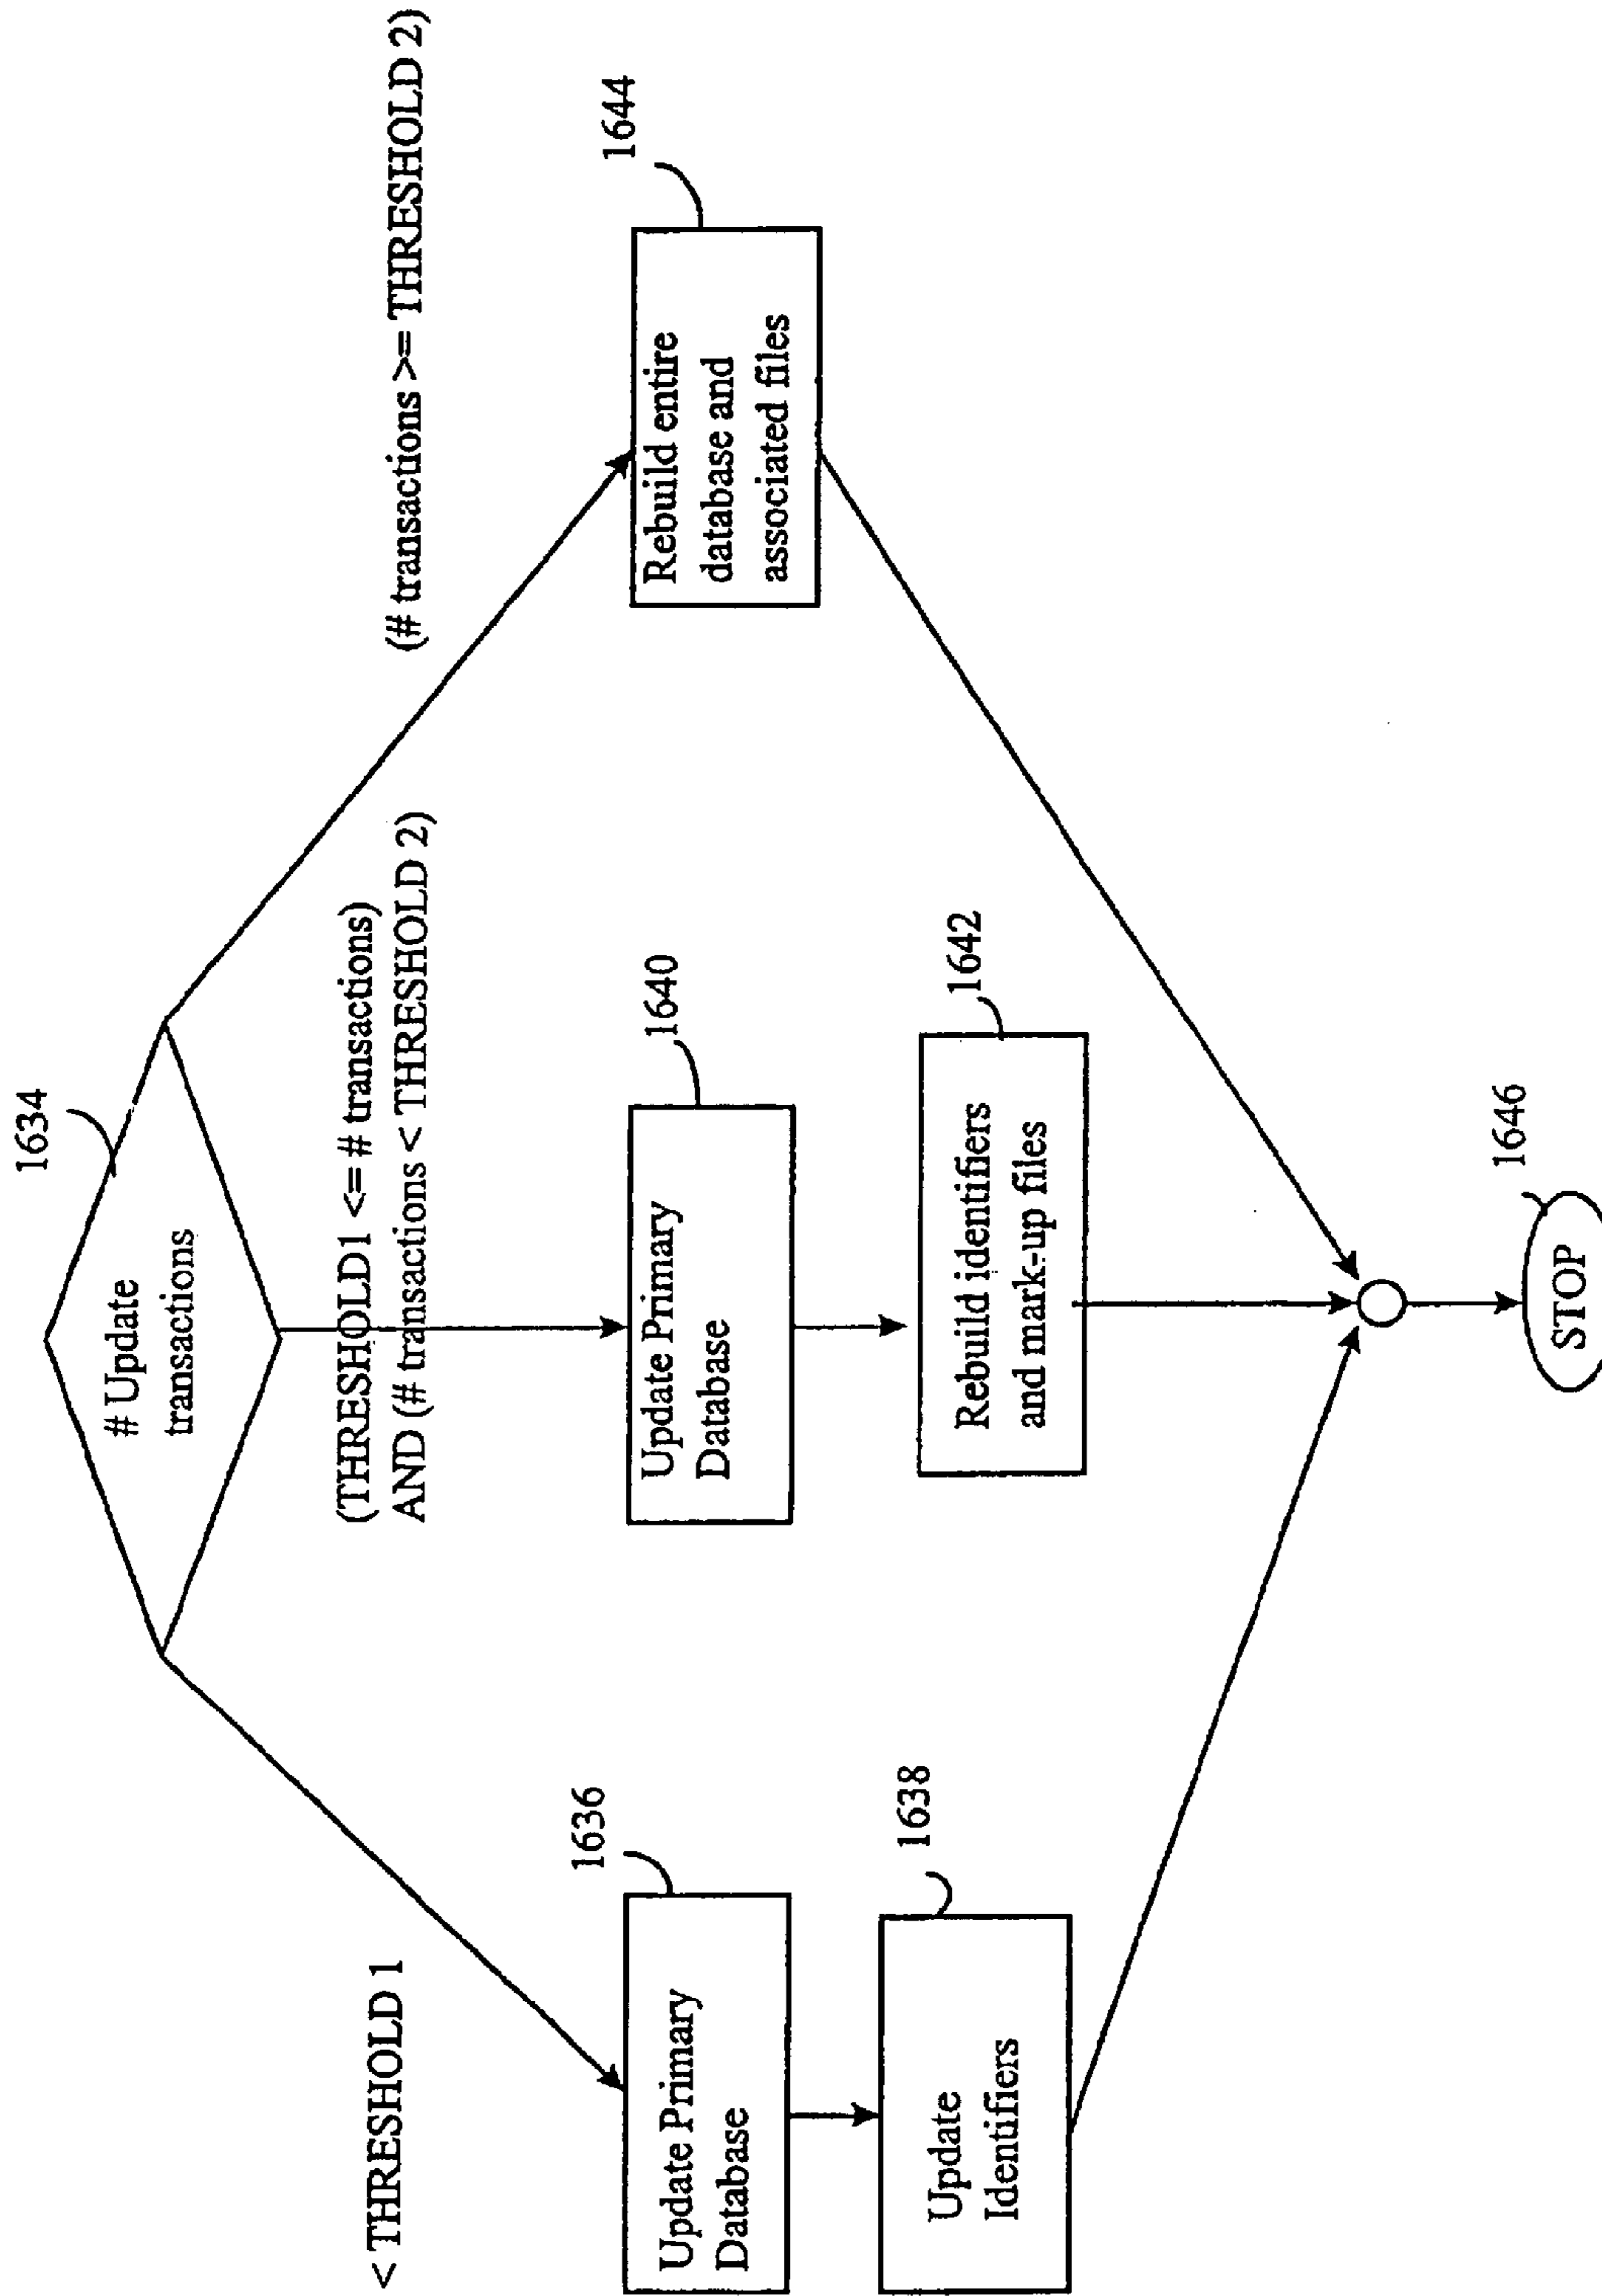 1634
# Update
transactions
< THRESHOLD 1
(THRESHOLD1 <= # transactions)
AND (# transactions < THRESHOLD 2)
(# transactions >= THRESHOLD 2)
1636
Update Primary
Database
1638
Update
Identifiers
1640
Update Primary
Database
1642
Rebuild identifiers
and mark-up files
1644
Rebuild entire
database and
associated files
1646
STOP